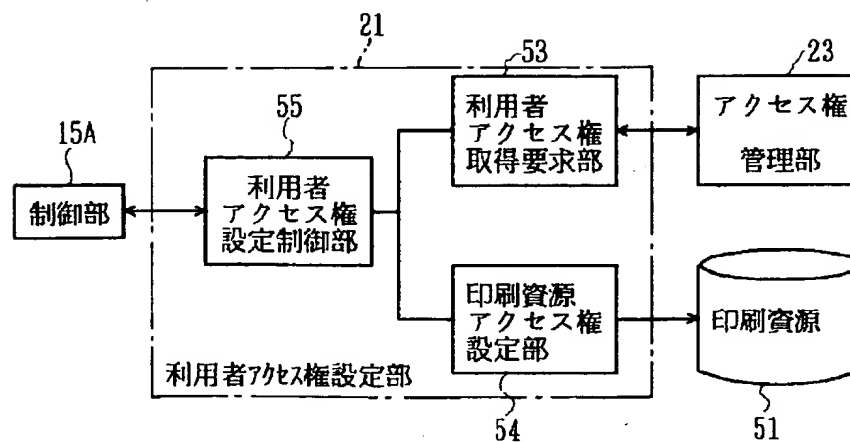 21
53
23
利用者
アクセス権
取得要求部
アクセス権
管理部
55
15A
利用者
アクセス権
設定制御部
制御部
印刷資源
アクセス権
設定部
印刷資源
利用者アクセス権設定部
54
51